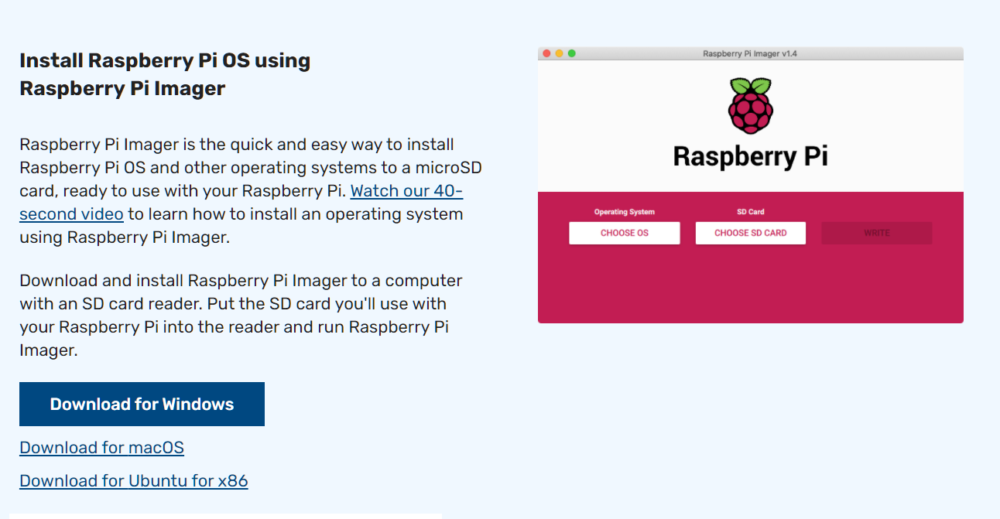 Install Raspberry Pi OS using
Raspberry Pi Imager
Raspberry Pi Imager is the quick and easy way to install
Raspberry Pi OS and other operating systems to a microSD
card, ready to use with your Raspberry Pi. Watch our 40-
second video to learn how to install an operating system
using Raspberry Pi Imager.
Download and install Raspberry Pi Imager to a computer
with an SD card reader. Put the SD card you'll use with
your Raspberry Pi into the reader and run Raspberry Pi
Imager.
Download for Windows
Download for macOS
Download for Ubuntu for x86
Raspberry Pi Imager v1.4
Raspberry Pi
Operating System
SD Card
CHOOSE OS
CHOOSE SD CARD
WRITE